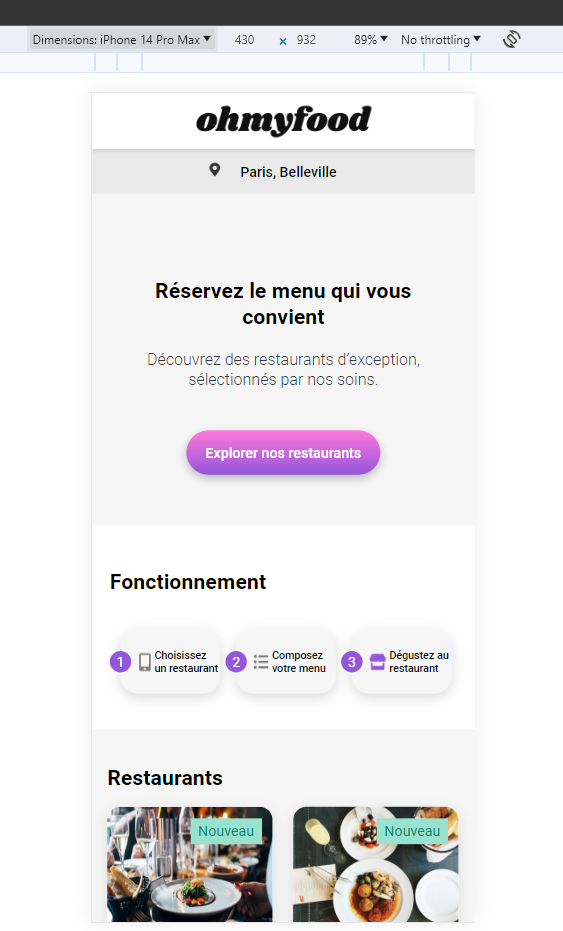 Dimensions: iPhone 14 Pro Max ▼ 430 × 932 89% ▼ No throttling ▼
ohmyfood
Paris, Belleville
Réservez le menu qui vous
convient
Découvrez des restaurants d’exception,
sélectionnés par nos soins.
Explorer nos restaurants
Fonctionnement
1 Choisissez
un restaurant
2 Composez
votre menu
3 Dégustez au
restaurant
Restaurants
Nouveau
Nouveau